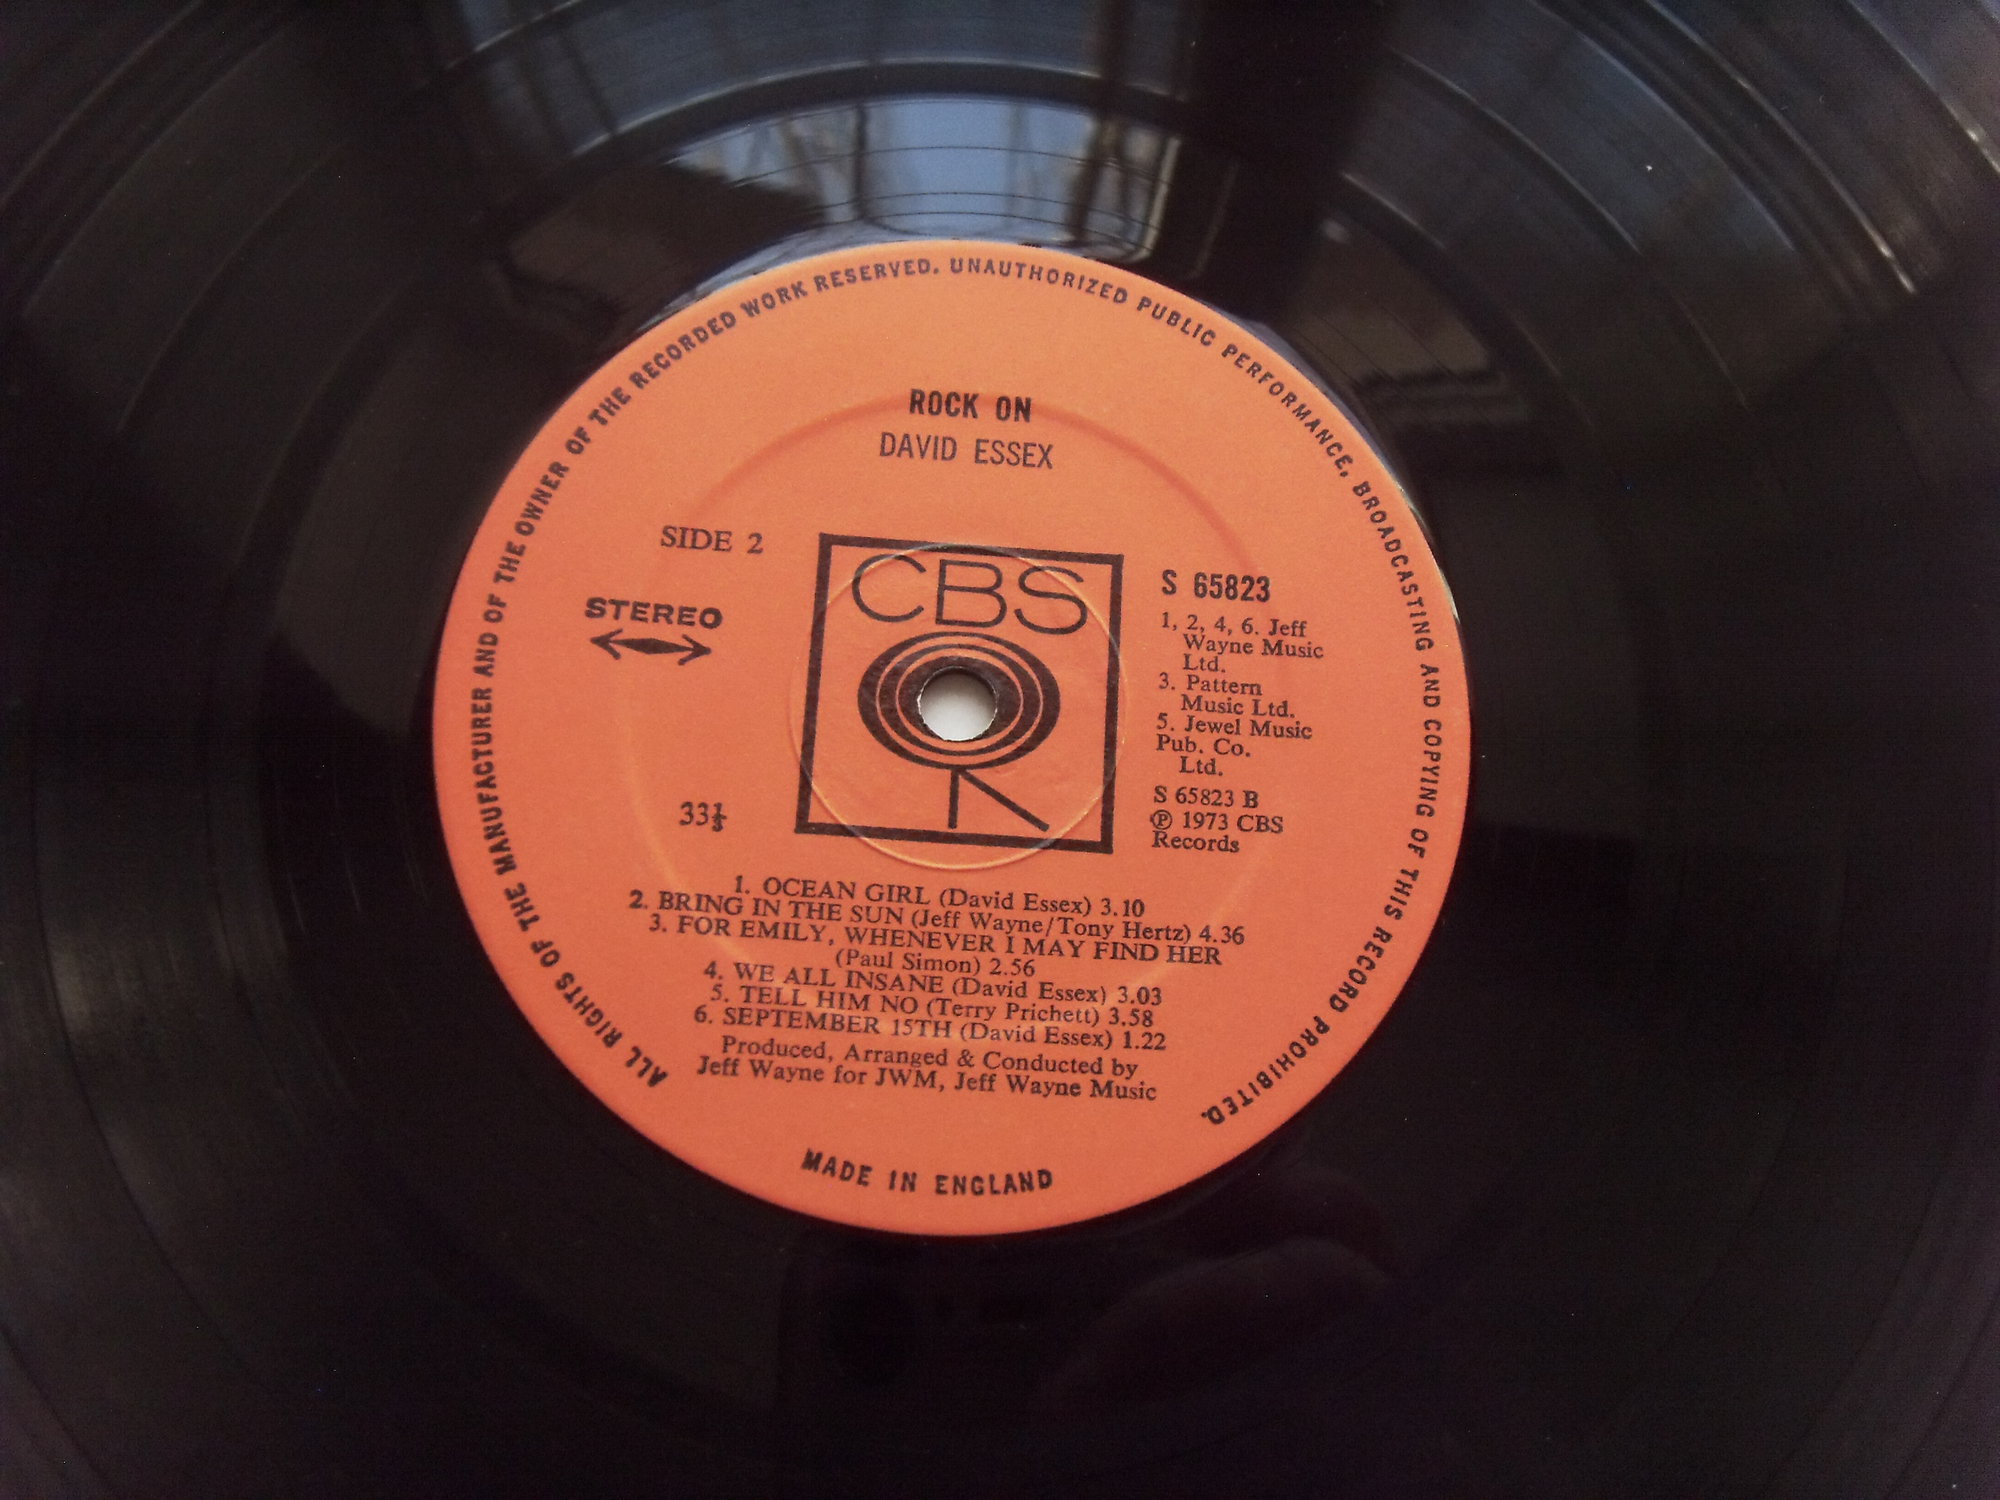 ALL RIGHTS OF THE MANUFACTURER AND OF THE OWNER OF THE RECORDED WORK RESERVED. UNAUTHORIZED PUBLIC PERFORMANCE, BROADCASTING AND COPYING OF THIS RECORD PROHIBITED.
ROCK ON
DAVID ESSEX
SIDE 2
STEREO
33⅓
CBS
S 65823
1, 2, 4, 6. Jeff
Wayne Music
Ltd.
3. Pattern
Music Ltd.
5. Jewel Music
Pub. Co.
Ltd.
S 65823 B
℗ 1973 CBS
Records
1. OCEAN GIRL (David Essex) 3.10
2. BRING IN THE SUN (Jeff Wayne/Tony Hertz) 4.36
3. FOR EMILY, WHENEVER I MAY FIND HER
(Paul Simon) 2.56
4. WE ALL INSANE (David Essex) 3.03
5. TELL HIM NO (Terry Prichett) 3.58
6. SEPTEMBER 15TH (David Essex) 1.22
Produced, Arranged & Conducted by
Jeff Wayne for JWM, Jeff Wayne Music
MADE IN ENGLAND